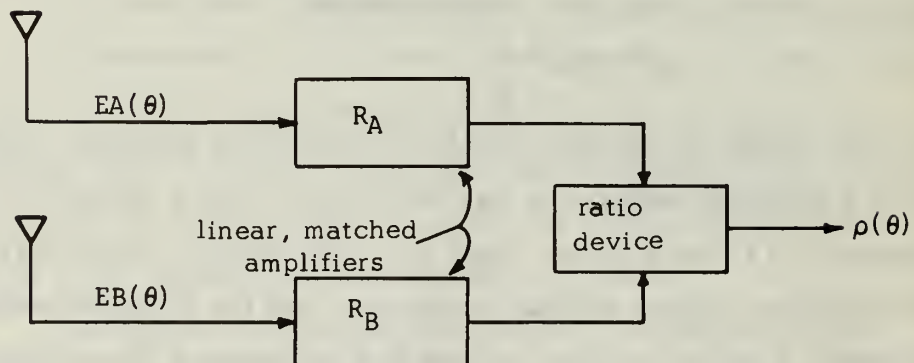 EA(θ)
R_A
linear, matched
amplifiers
ratio
device
ρ(θ)
EB(θ)
R_B